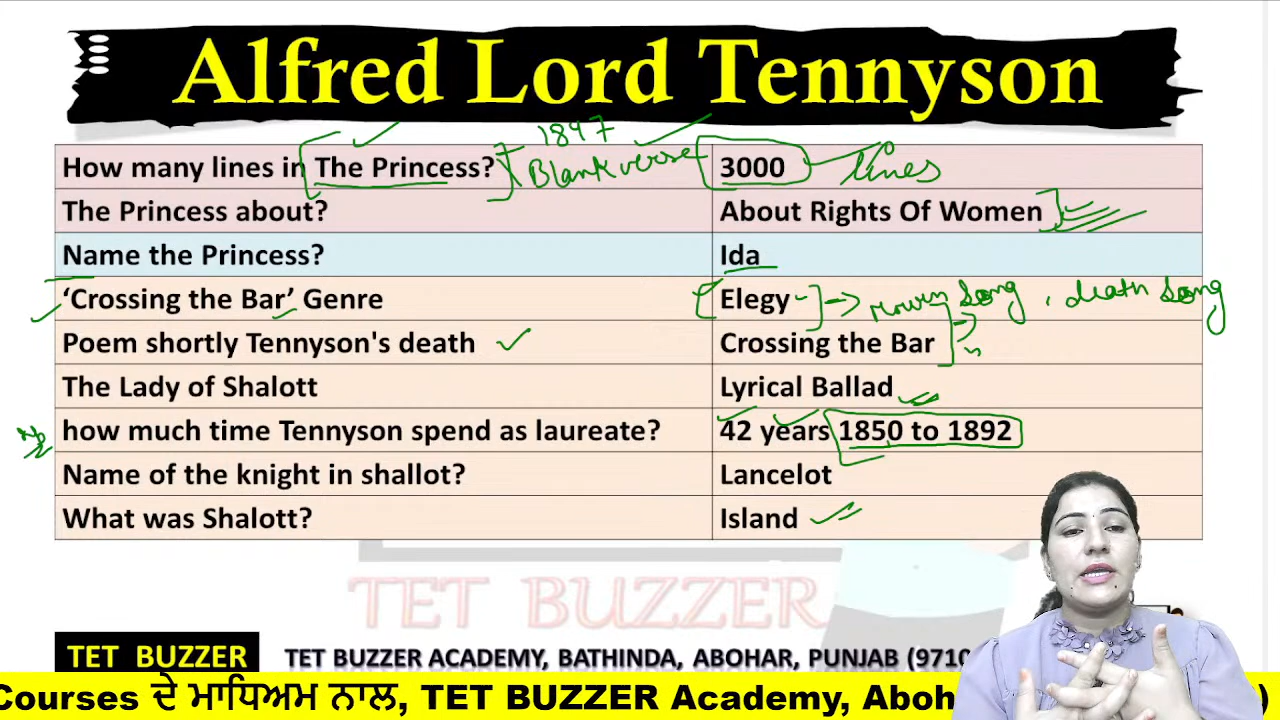 Alfred Lord Tennyson
1847
How many lines in The Princess? Blank verse 3000 lines
The Princess about? About Rights Of Women
Name the Princess? Ida
‘Crossing the Bar’ Genre Elegy song, death song
Poem shortly Tennyson's death Crossing the Bar
The Lady of Shalott Lyrical Ballad
how much time Tennyson spend as laureate? 42 years 1850 to 1892
Name of the knight in shallot? Lancelot
What was Shalott? Island
TET BUZZER
TET BUZZER TET BUZZER ACADEMY, BATHINDA, ABOHAR, PUNJAB (9710
Courses ਦੇ ਮਾਧਿਅਮ ਨਾਲ, TET BUZZER Academy, Aboh )